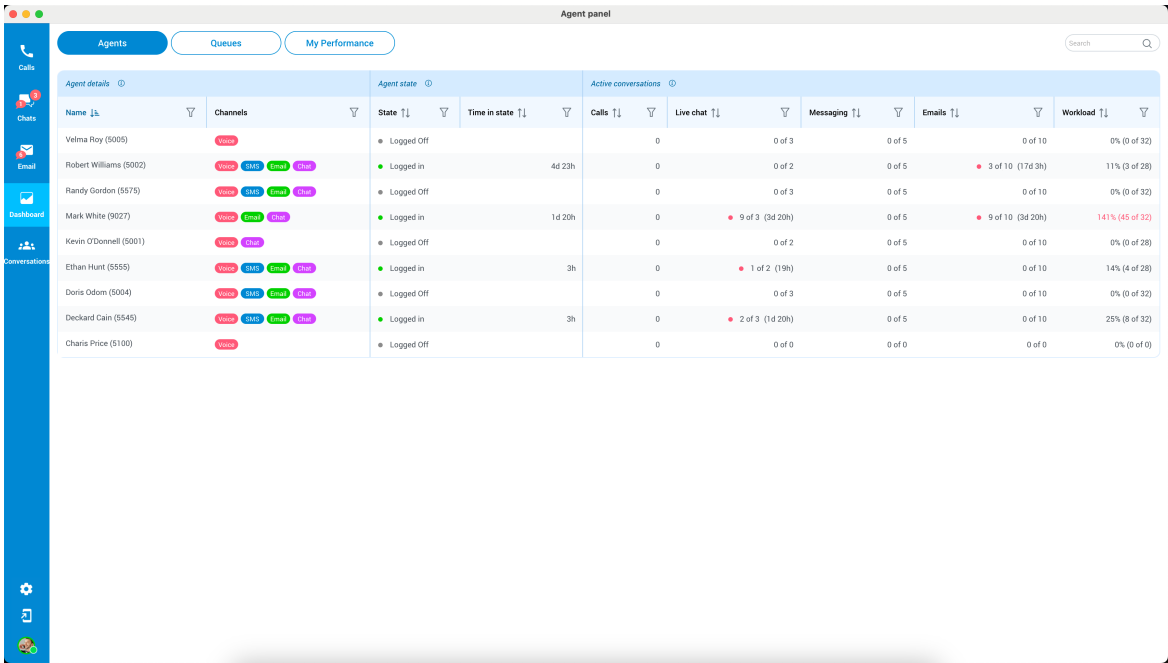 Agent panel
Agents Queues My Performance Search
Calls
3
1
Chats
6
Email
Dashboard
Conversations
Agent details Agent state Active conversations
Name Channels State Time in state Calls Live chat Messaging Emails Workload
Velma Roy (5005) Voice Logged Off 0 0 of 3 0 of 5 0 of 10 0% (0 of 32)
Robert Williams (5002) Voice SMS Email Chat Logged in 4d 23h 0 0 of 2 0 of 5 3 of 10 (17d 3h) 11% (3 of 28)
Randy Gordon (5575) Voice SMS Email Chat Logged Off 0 0 of 3 0 of 5 0 of 10 0% (0 of 32)
Mark White (9027) Voice Email Chat Logged in 1d 20h 0 9 of 3 (3d 20h) 0 of 5 9 of 10 (3d 20h) 141% (45 of 32)
Kevin O'Donnell (5001) Voice Chat Logged Off 0 0 of 2 0 of 5 0 of 10 0% (0 of 28)
Ethan Hunt (5555) Voice SMS Email Chat Logged in 3h 0 1 of 2 (19h) 0 of 5 0 of 10 14% (4 of 28)
Doris Odom (5004) Voice SMS Email Chat Logged Off 0 0 of 3 0 of 5 0 of 10 0% (0 of 32)
Deckard Cain (5545) Voice SMS Email Chat Logged in 3h 0 2 of 3 (1d 20h) 0 of 5 0 of 10 25% (8 of 32)
Charis Price (5100) Voice Logged Off 0 0 of 0 0 of 0 0 of 0 0% (0 of 0)